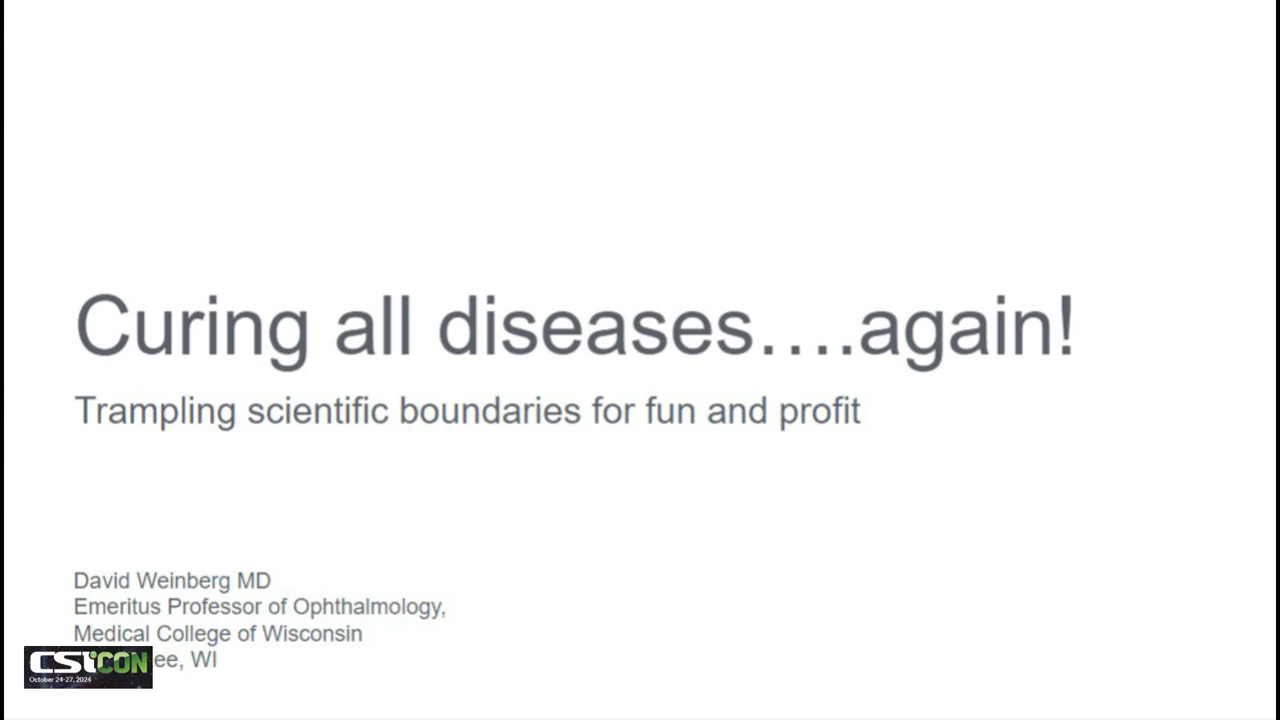 Curing all diseases….again!
Trampling scientific boundaries for fun and profit
David Weinberg MD
Emeritus Professor of Ophthalmology,
Medical College of Wisconsin
ee, WI
CSICON
October 24-27, 2024